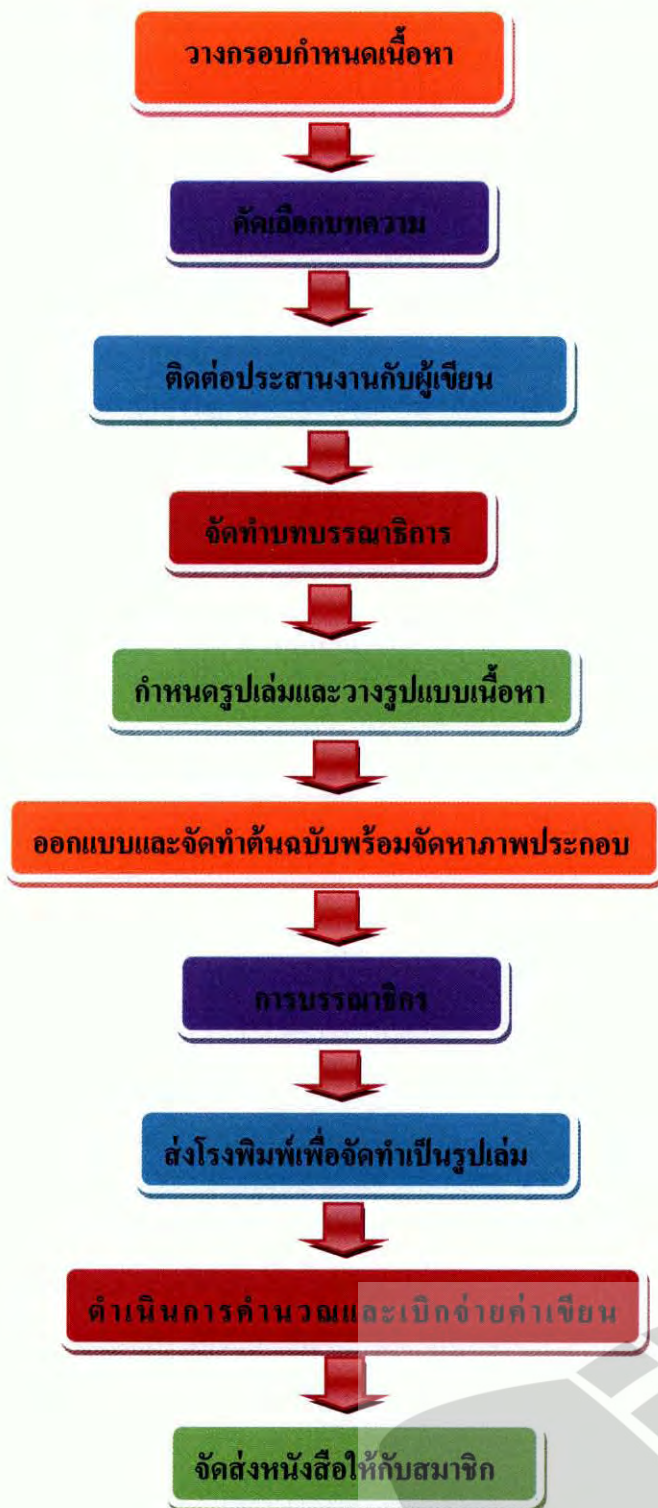 วางกรอบกำหนดเนื้อหา
คัดเลือกบทความ
ติดต่อประสานงานกับผู้เขียน
จัดทำบทบรรณาธิการ
กำหนดรูปเล่มและวางรูปแบบเนื้อหา
ออกแบบและจัดทำต้นฉบับพร้อมจัดหาภาพประกอบ
การบรรณาธิกร
ส่งโรงพิมพ์เพื่อจัดทำเป็นรูปเล่ม
ดำเนินการคำนวณและเบิกจ่ายค่าเขียน
จัดส่งหนังสือให้กับสมาชิก